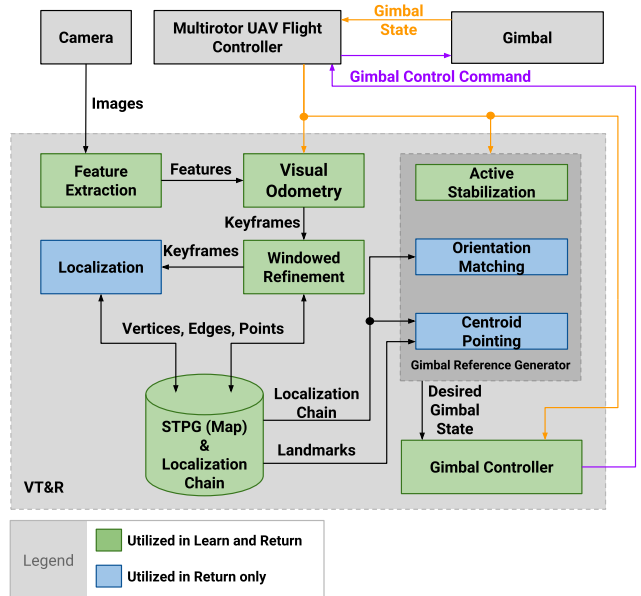 Camera
Multirotor UAV Flight
Controller
Gimbal
State
Gimbal
Gimbal Control Command
Images
Feature
Extraction
Features
Visual
Odometry
Active
Stabilization
Keyframes
Keyframes
Localization
Windowed
Refinement
Orientation
Matching
Vertices, Edges, Points
Centroid
Pointing
Gimbal Reference Generator
Localization
Chain
Desired
Gimbal
State
STPG (Map)
&
Localization
Chain
Landmarks
Gimbal Controller
VT&R
Legend
Utilized in Learn and Return
Utilized in Return only